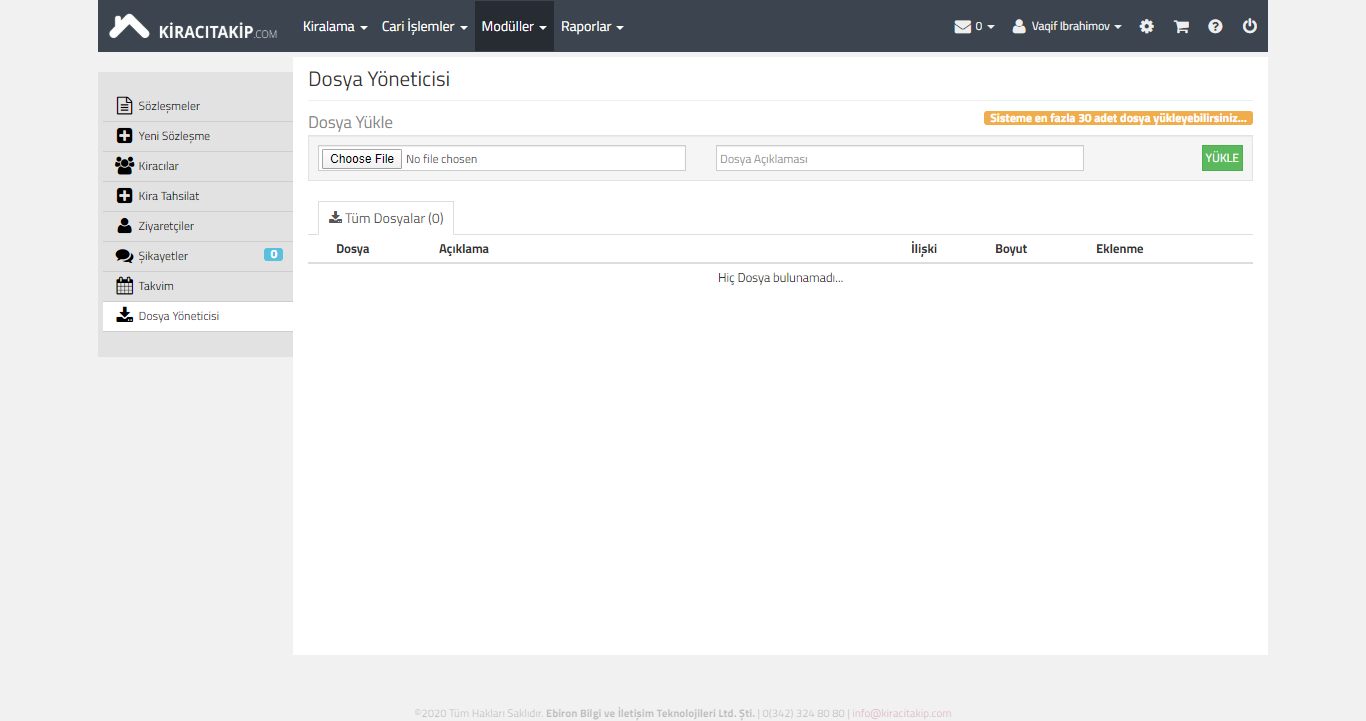 KİRACITAKİP.COM Kiralama Cari İşlemler Modüller Raporlar 0 Vaqif Ibrahimov
Dosya Yöneticisi
Sözleşmeler
Yeni Sözleşme
Kiracılar
Kira Tahsilat
Ziyaretçiler
Şikayetler 0
Takvim
Dosya Yöneticisi
Dosya Yükle Sisteme en fazla 30 adet dosya yükleyebilirsiniz...
Choose File No file chosen Dosya Açıklaması YÜKLE
Tüm Dosyalar (0)
Dosya Açıklama İlişki Boyut Eklenme
Hiç Dosya bulunamadı...
©2020 Tüm Hakları Saklıdır. Ebiron Bilgi ve İletişim Teknolojileri Ltd. Şti. | 0(342) 324 80 80 | info@kiracitakip.com